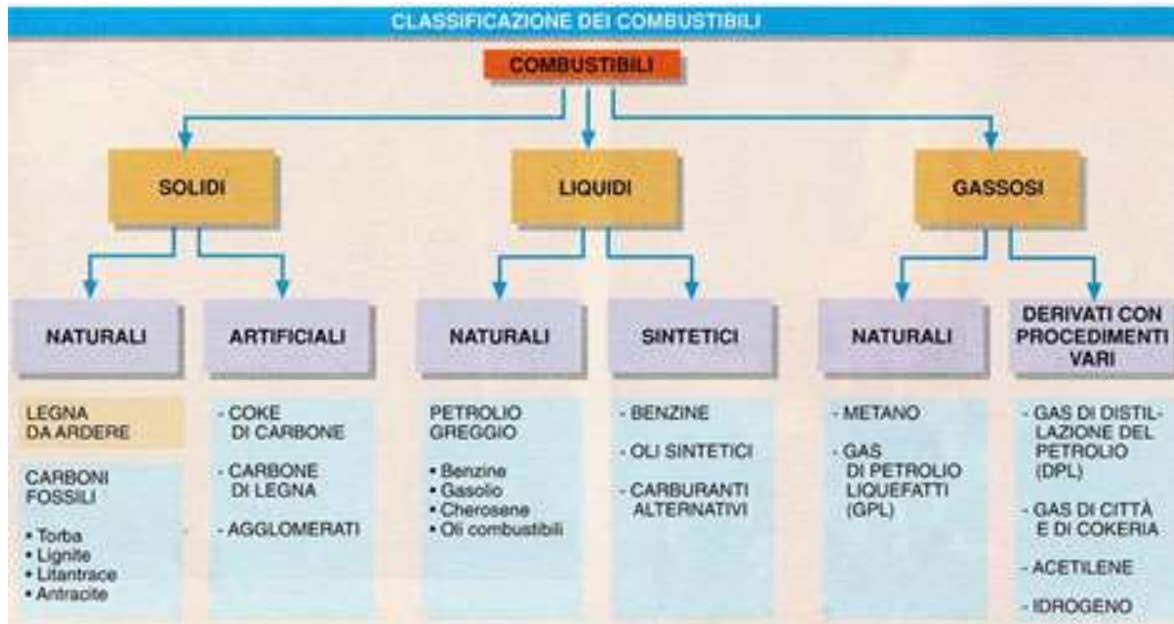 CLASSIFICAZIONE DEI COMBUSTIBILI
COMBUSTIBILI
SOLIDI
LIQUIDI
GASSOSI
NATURALI
ARTIFICIALI
NATURALI
SINTETICI
NATURALI
DERIVATI CON
PROCEDIMENTI
VARI
LEGNA
DA ARDERE
CARBONI
FOSSILI
• Torba
• Lignite
• Litantrace
• Antracite
- COKE
DI CARBONE
- CARBONE
DI LEGNA
- AGGLOMERATI
PETROLIO
GREGGIO
• Benzine
• Gasolio
• Cherosene
• Oli combustibili
- BENZINE
- OLI SINTETICI
- CARBURANTI
ALTERNATIVI
- METANO
- GAS
DI PETROLIO
LIQUEFATTI
(GPL)
- GAS DI DISTIL-
LAZIONE DEL
PETROLIO
(DPL)
- GAS DI CITTÀ
E DI COKERIA
- ACETILENE
- IDROGENO